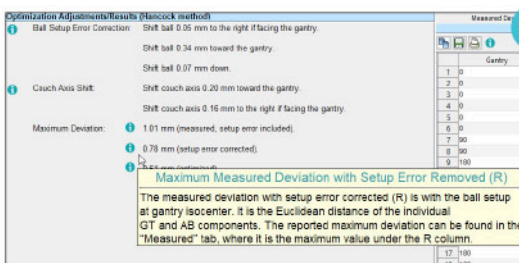 Optimization Adjustments/Results (Hancock method)
Ball Setup Error Correction: Shift ball 0.05 mm to the right if facing the gantry.
Shift ball 0.34 mm toward the gantry.
Shift ball 0.07 mm down.
Couch Axis Shift: Shift couch axis 0.20 mm toward the gantry.
Shift couch axis 0.16 mm to the right if facing the gantry.
Maximum Deviation: 1.01 mm (measured, setup error included).
0.78 mm (setup error corrected).
Maximum Measured Deviation with Setup Error Removed (R)
The measured deviation with setup error corrected (R) is with the ball setup
at gantry isocenter. It is the Euclidean distance of the individual
GT and AB components. The reported maximum deviation can be found in the
"Measured" tab, where it is the maximum value under the R column.
Measured
Gantry
1 0
2 0
3 0
4 0
5 0
6 0
7 90
8 90
9 180
17 180